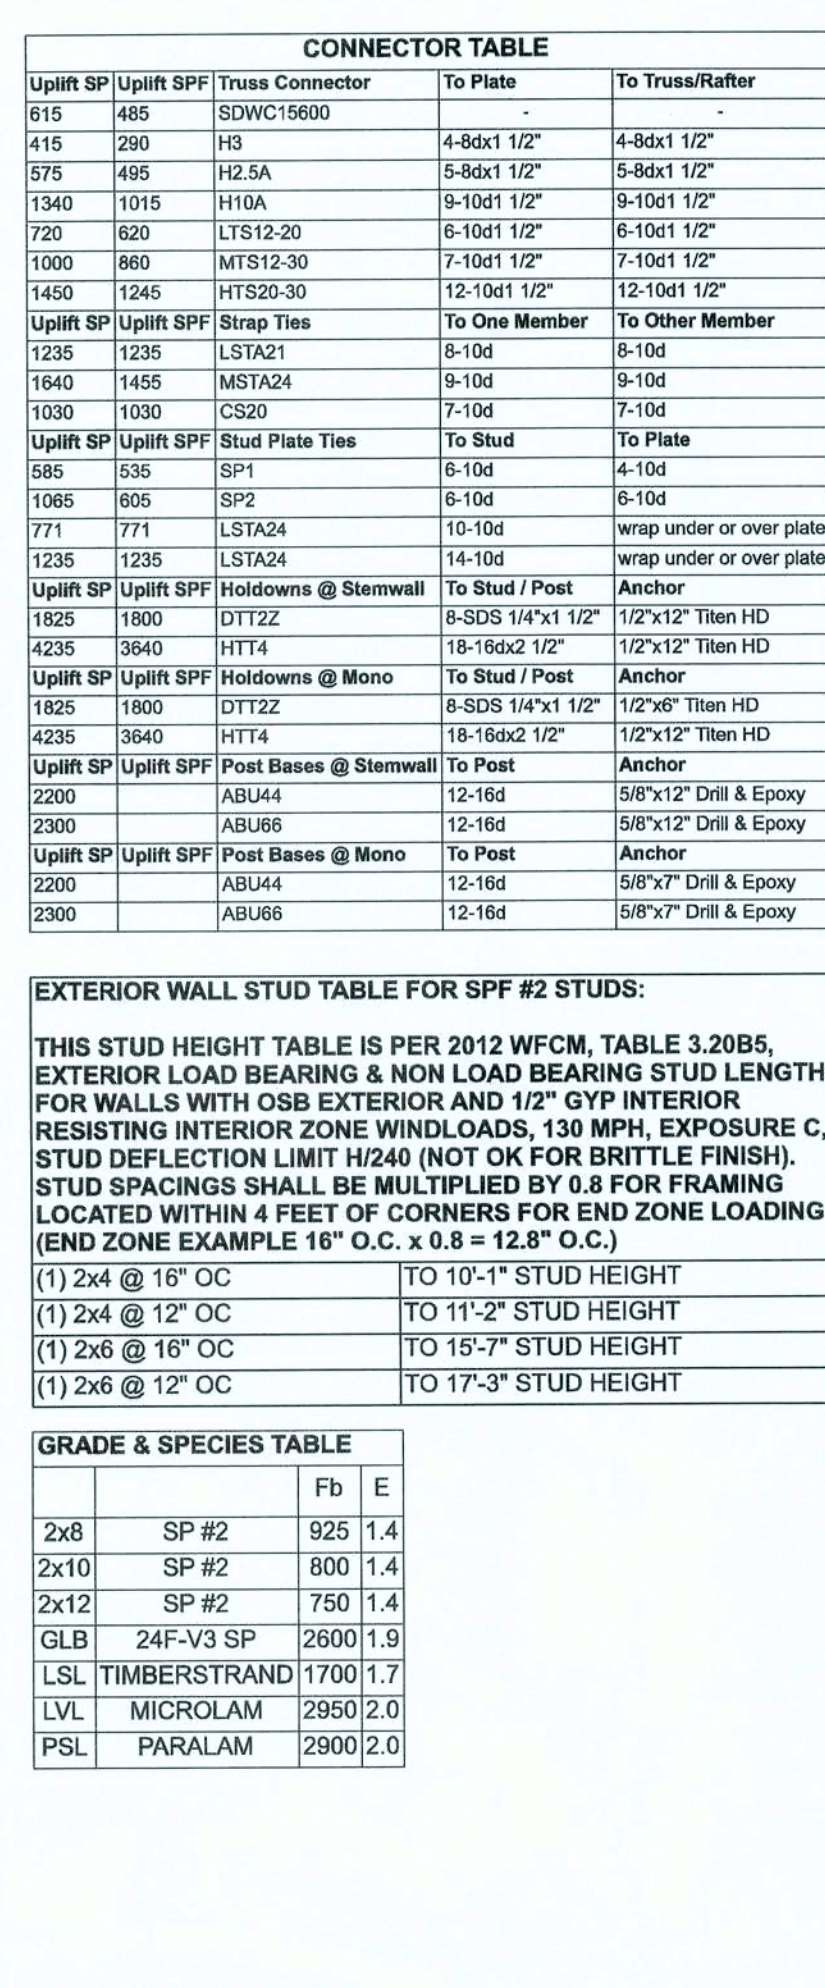 CONNECTOR TABLE
Uplift SP Uplift SPF Truss Connector To Plate To Truss/Rafter
615 485 SDWC15600 - -
415 290 H3 4-8dx1 1/2" 4-8dx1 1/2"
575 495 H2.5A 5-8dx1 1/2" 5-8dx1 1/2"
1340 1015 H10A 9-10d1 1/2" 9-10d1 1/2"
720 620 LTS12-20 6-10d1 1/2" 6-10d1 1/2"
1000 860 MTS12-30 7-10d1 1/2" 7-10d1 1/2"
1450 1245 HTS20-30 12-10d1 1/2" 12-10d1 1/2"
Uplift SP Uplift SPF Strap Ties To One Member To Other Member
1235 1235 LSTA21 8-10d 8-10d
1640 1455 MSTA24 9-10d 9-10d
1030 1030 CS20 7-10d 7-10d
Uplift SP Uplift SPF Stud Plate Ties To Stud To Plate
585 535 SP1 6-10d 4-10d
1065 605 SP2 6-10d 6-10d
771 771 LSTA24 10-10d wrap under or over plate
1235 1235 LSTA24 14-10d wrap under or over plate
Uplift SP Uplift SPF Holdowns @ Stemwall To Stud / Post Anchor
1825 1800 DTT2Z 8-SDS 1/4"x1 1/2" 1/2"x12" Titen HD
4235 3640 HTT4 18-16dx2 1/2" 1/2"x12" Titen HD
Uplift SP Uplift SPF Holdowns @ Mono To Stud / Post Anchor
1825 1800 DTT2Z 8-SDS 1/4"x1 1/2" 1/2"x6" Titen HD
4235 3640 HTT4 18-16dx2 1/2" 1/2"x12" Titen HD
Uplift SP Uplift SPF Post Bases @ Stemwall To Post Anchor
2200 ABU44 12-16d 5/8"x12" Drill & Epoxy
2300 ABU66 12-16d 5/8"x12" Drill & Epoxy
Uplift SP Uplift SPF Post Bases @ Mono To Post Anchor
2200 ABU44 12-16d 5/8"x7" Drill & Epoxy
2300 ABU66 12-16d 5/8"x7" Drill & Epoxy
EXTERIOR WALL STUD TABLE FOR SPF #2 STUDS:
THIS STUD HEIGHT TABLE IS PER 2012 WFCM, TABLE 3.20B5,
EXTERIOR LOAD BEARING & NON LOAD BEARING STUD LENGTH
FOR WALLS WITH OSB EXTERIOR AND 1/2" GYP INTERIOR
RESISTING INTERIOR ZONE WINDLOADS, 130 MPH, EXPOSURE C,
STUD DEFLECTION LIMIT H/240 (NOT OK FOR BRITTLE FINISH).
STUD SPACINGS SHALL BE MULTIPLIED BY 0.8 FOR FRAMING
LOCATED WITHIN 4 FEET OF CORNERS FOR END ZONE LOADING
(END ZONE EXAMPLE 16" O.C. x 0.8 = 12.8" O.C.)
(1) 2x4 @ 16" OC TO 10'-1" STUD HEIGHT
(1) 2x4 @ 12" OC TO 11'-2" STUD HEIGHT
(1) 2x6 @ 16" OC TO 15'-7" STUD HEIGHT
(1) 2x6 @ 12" OC TO 17'-3" STUD HEIGHT
GRADE & SPECIES TABLE
Fb E
2x8 SP #2 925 1.4
2x10 SP #2 800 1.4
2x12 SP #2 750 1.4
GLB 24F-V3 SP 2600 1.9
LSL TIMBERSTRAND 1700 1.7
LVL MICROLAM 2950 2.0
PSL PARALAM 2900 2.0